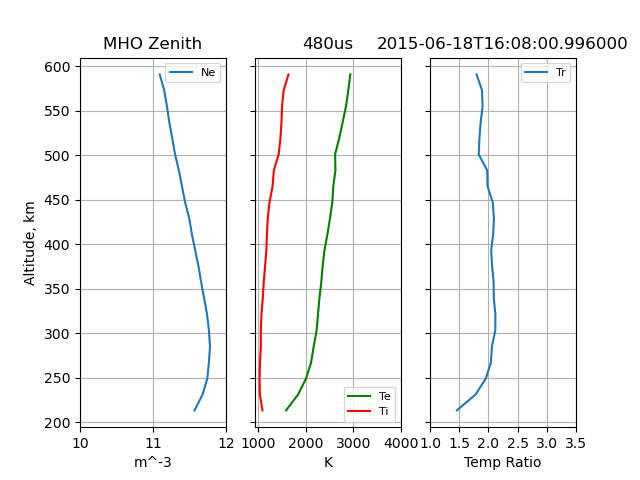 MHO Zenith
480us
2015-06-18T16:08:00.996000
Ne
Te
Ti
Tr
Altitude, km
600
550
500
450
400
350
300
250
200
10 11 12
1000 2000 3000 4000
1.0 1.5 2.0 2.5 3.0 3.5
m^-3
K
Temp Ratio